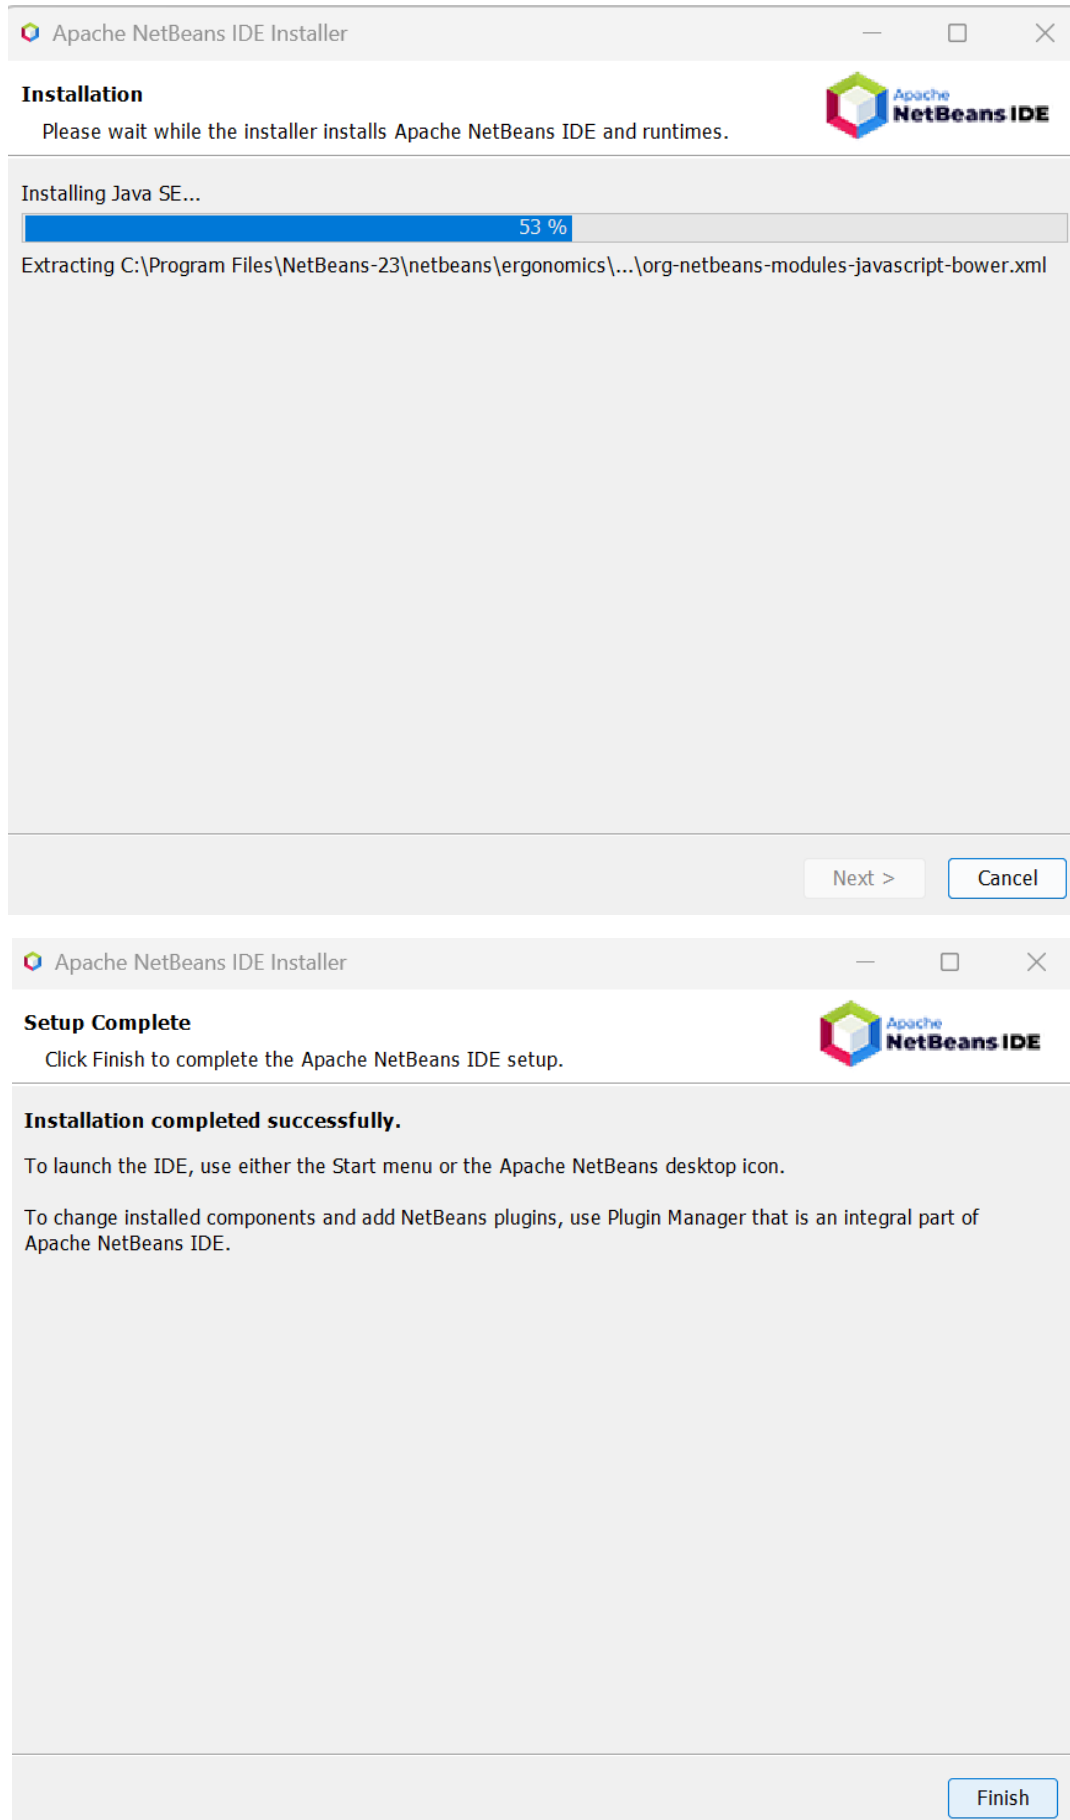 Apache NetBeans IDE Installer
Installation
Please wait while the installer installs Apache NetBeans IDE and runtimes.
Apache
NetBeans IDE
Installing Java SE...
53 %
Extracting C:\Program Files\NetBeans-23\netbeans\ergonomics\...\org-netbeans-modules-javascript-bower.xml
Next >
Cancel
Apache NetBeans IDE Installer
Setup Complete
Click Finish to complete the Apache NetBeans IDE setup.
Apache
NetBeans IDE
Installation completed successfully.
To launch the IDE, use either the Start menu or the Apache NetBeans desktop icon.
To change installed components and add NetBeans plugins, use Plugin Manager that is an integral part of
Apache NetBeans IDE.
Finish